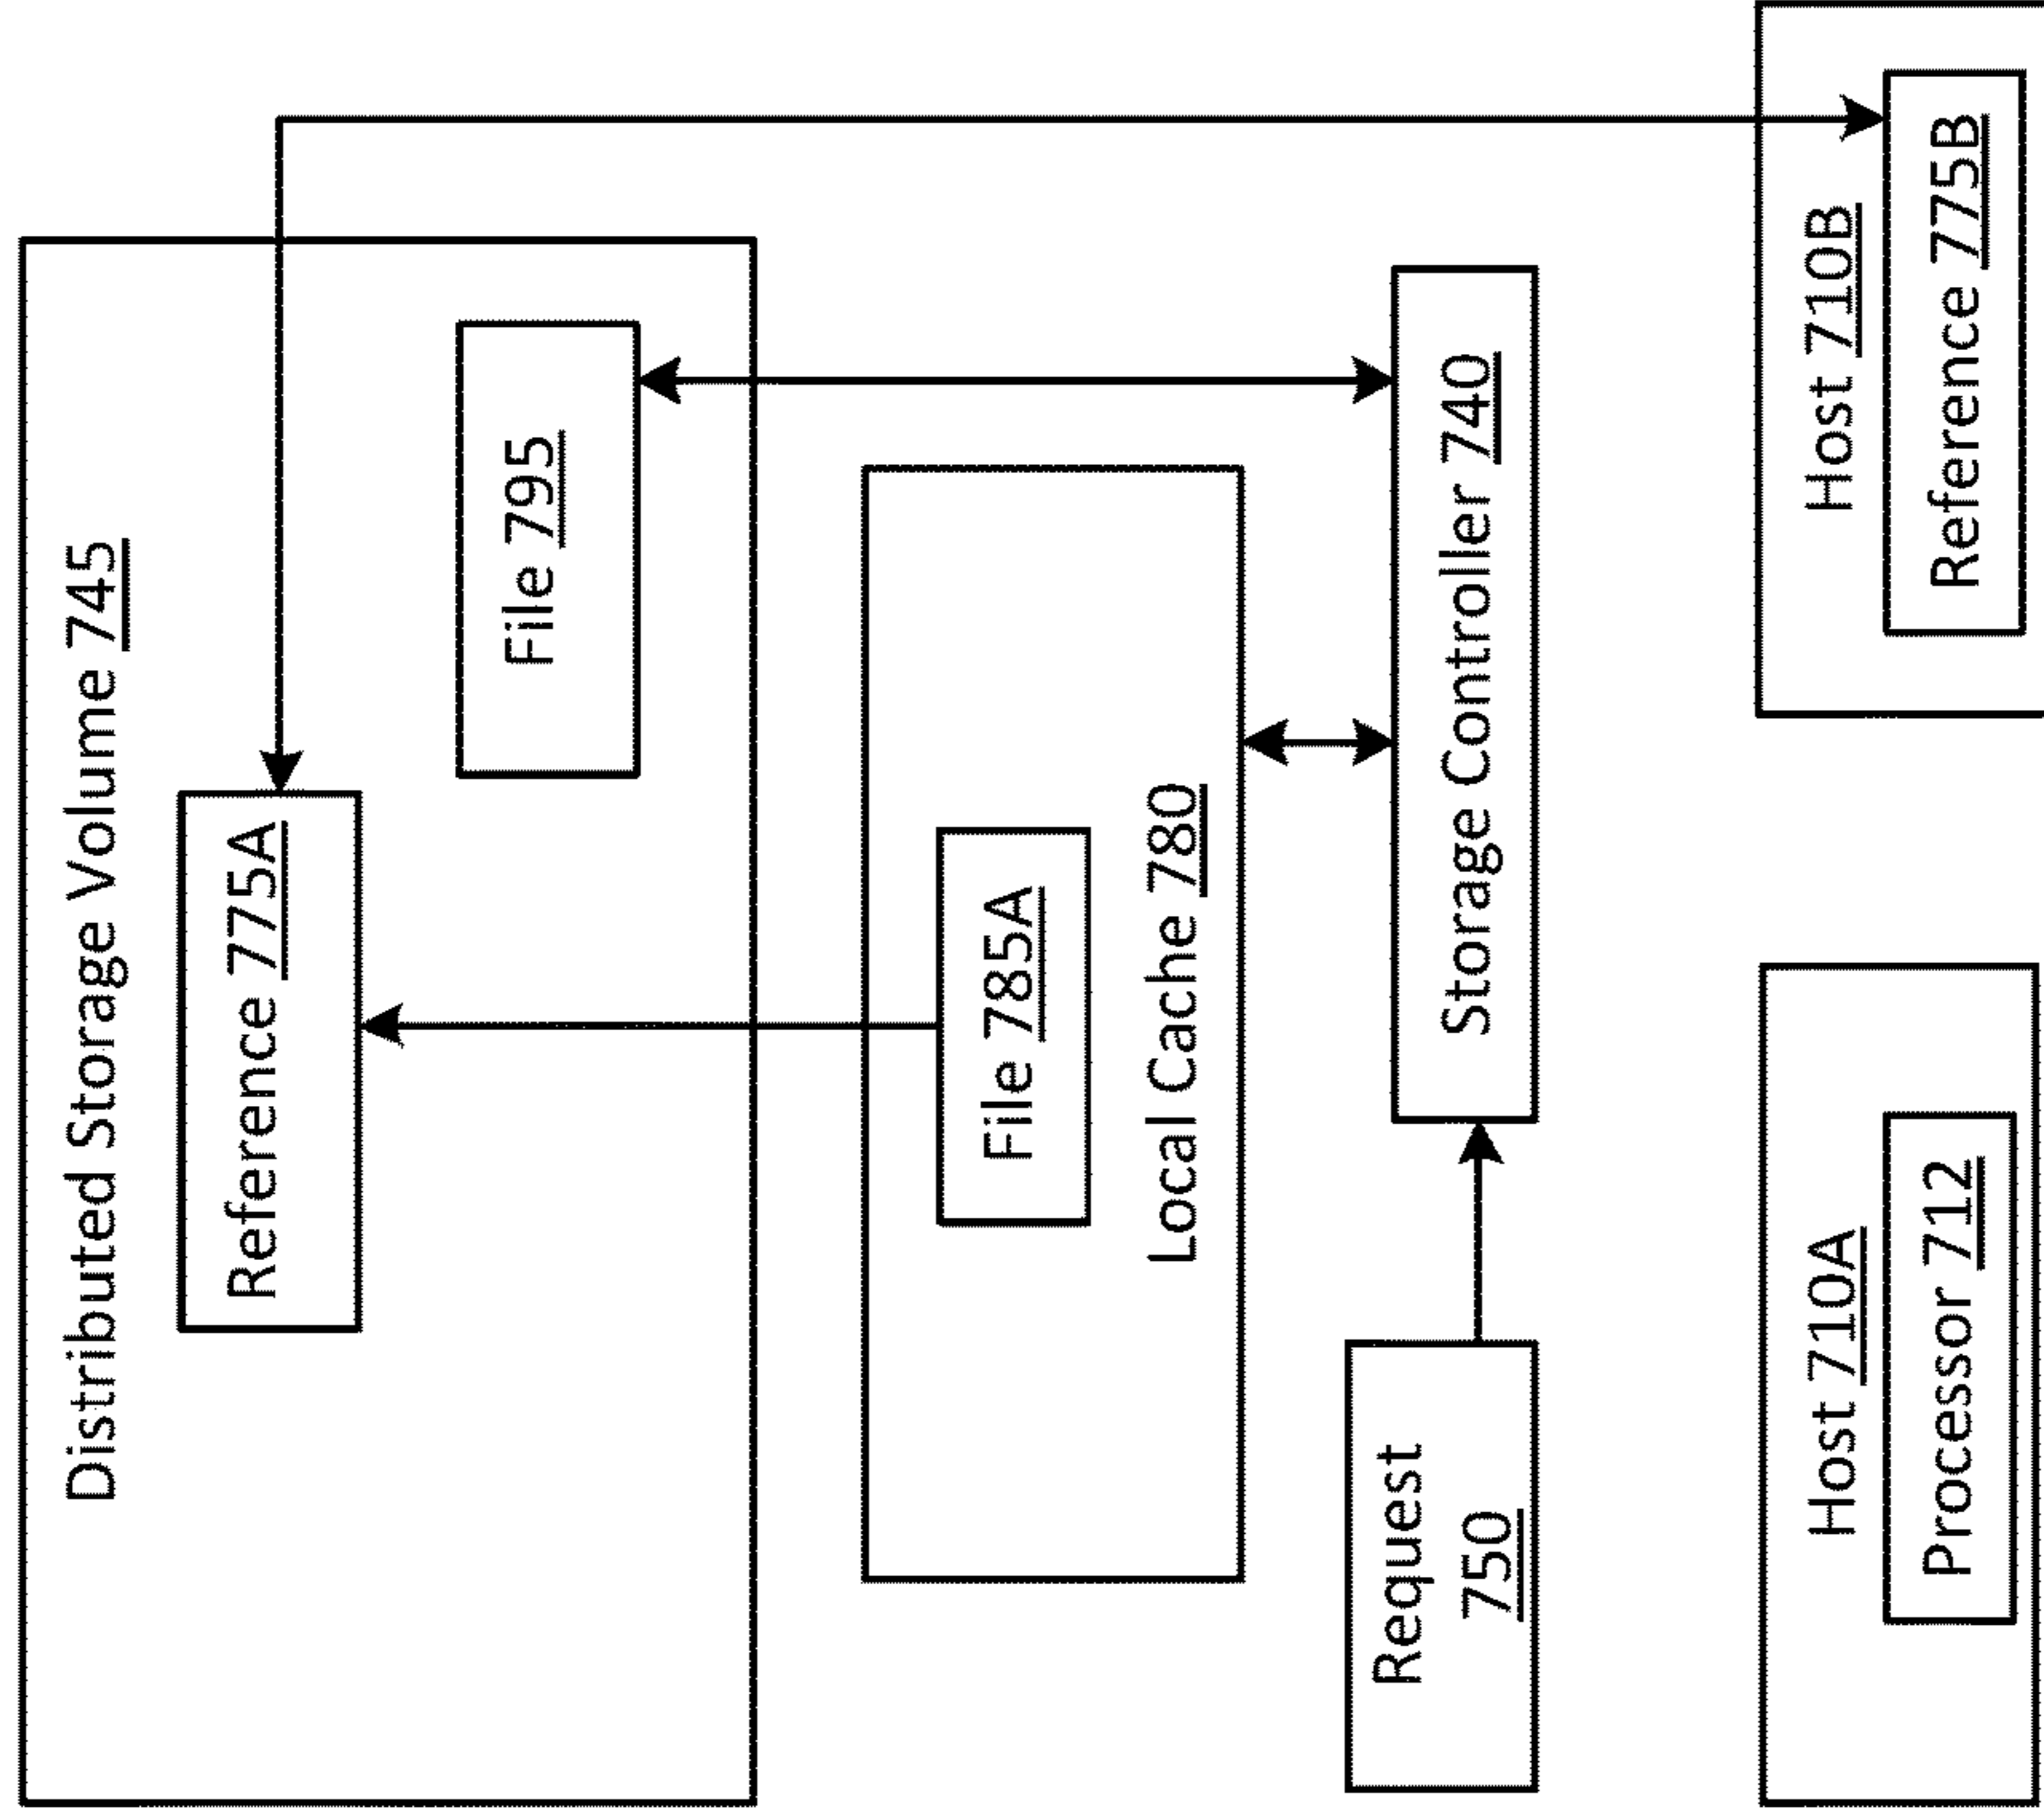 Distributed Storage Volume 745
Reference 775A
File 795
File 785A
Local Cache 780
Request
750
Storage Controller 740
Host 710A
Processor 712
Host 710B
Reference 775B